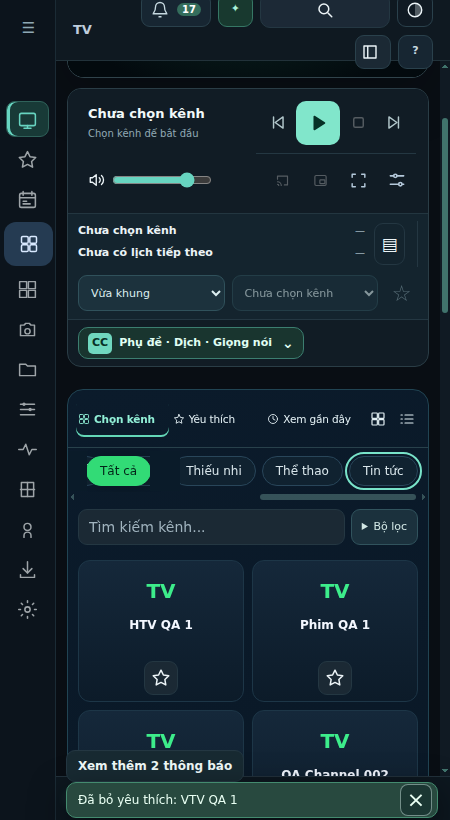 17
TV
?
Chưa chọn kênh
Chọn kênh để bắt đầu
Chưa chọn kênh —
Chưa có lịch tiếp theo —
Vừa khung Chưa chọn kênh
CC Phụ đề · Dịch · Giọng nói
Chọn kênh Yêu thích Xem gần đây
Tất cả Thiếu nhi Thể thao Tin tức
Tìm kiếm kênh... Bộ lọc
TV TV
HTV QA 1 Phim QA 1
TV TV
QA Channel 002
Xem thêm 2 thông báo
Đã bỏ yêu thích: VTV QA 1